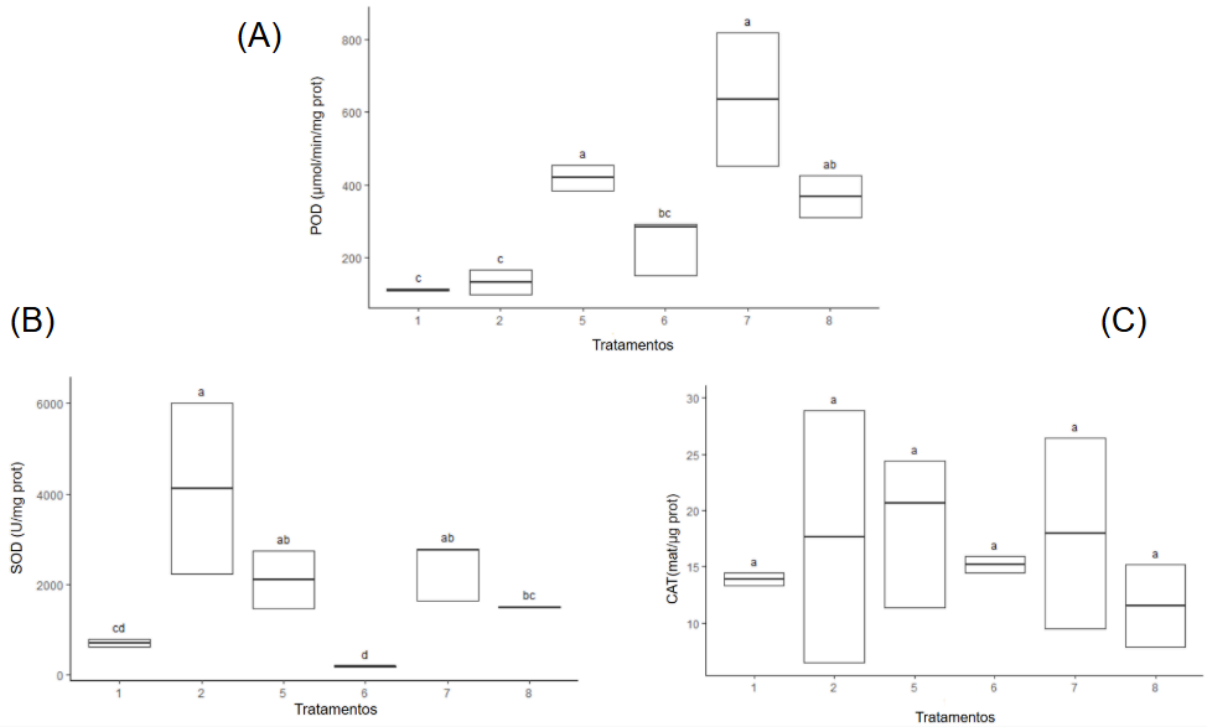 (A)
POD (µmol/min/mg prot)
800
600
400
200
c
c
a
bc
a
ab
1 2 5 6 7 8
Tratamentos
(B)
SOD (U/mg prot)
6000
4000
2000
0
cd
a
ab
d
ab
bc
1 2 5 6 7 8
Tratamentos
(C)
CAT(mat/µg prot)
30
25
20
15
10
a
a
a
a
a
a
1 2 5 6 7 8
Tratamentos